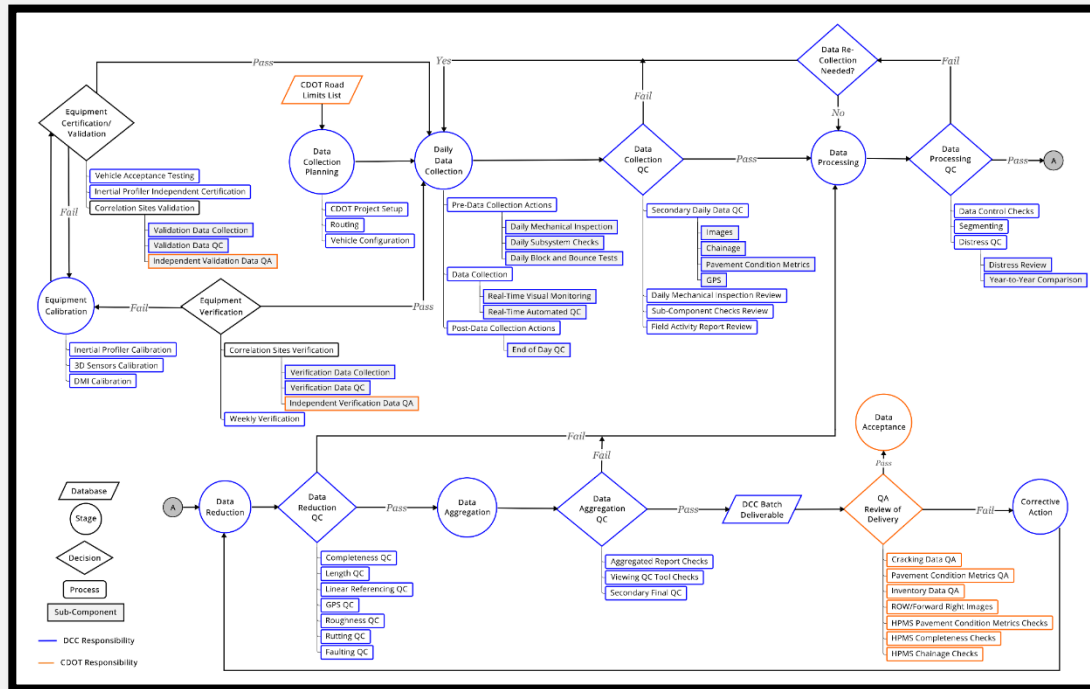 Pass
Yes
Data Re-
Collection
Needed?
Fail
CDOT Road
Limits List
Equipment
Certification/
Validation
Fail
No
Data
Collection
Planning
Daily
Data
Collection
Data
Collection
QC
Pass
Data
Processing
Data
Processing
QC
Pass
A
Fail
Vehicle Acceptance Testing
Inertial Profiler Independent Certification
Correlation Sites Validation
Validation Data Collection
Validation Data QC
Independent Validation Data QA
CDOT Project Setup
Routing
Vehicle Configuration
Pre-Data Collection Actions
Daily Mechanical Inspection
Daily Subsystem Checks
Daily Block and Bounce Tests
Data Collection
Real-Time Visual Monitoring
Real-Time Automated QC
Post-Data Collection Actions
End of Day QC
Secondary Daily Data QC
Images
Chainage
Pavement Condition Metrics
GPS
Daily Mechanical Inspection Review
Sub-Component Checks Review
Field Activity Report Review
Data Control Checks
Segmenting
Distress QC
Distress Review
Year-to-Year Comparison
Equipment
Calibration
Fail
Equipment
Verification
Pass
Inertial Profiler Calibration
3D Sensors Calibration
DMI Calibration
Correlation Sites Verification
Verification Data Collection
Verification Data QC
Independent Verification Data QA
Weekly Verification
Fail
Fail
Data
Acceptance
Pass
A
Data
Reduction
Data
Reduction
QC
Pass
Data
Aggregation
Data
Aggregation
QC
Pass
DCC Batch
Deliverable
QA
Review of
Delivery
Fail
Corrective
Action
Completeness QC
Length QC
Linear Referencing QC
GPS QC
Roughness QC
Rutting QC
Faulting QC
Aggregated Report Checks
Viewing QC Tool Checks
Secondary Final QC
Cracking Data QA
Pavement Condition Metrics QA
Inventory Data QA
ROW/Forward Right Images
HPMS Pavement Condition Metrics Checks
HPMS Completeness Checks
HPMS Chainage Checks
Database
Stage
Decision
Process
Sub-Component
DCC Responsibility
CDOT Responsibility